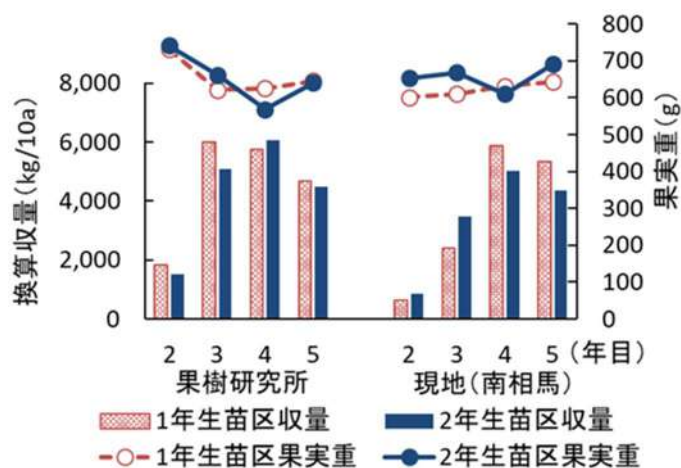 換算収量(kg/10a)
8,000
6,000
4,000
2,000
0
800
700
600
500
400
300
200
100
0
果実重(g)
2 3 4 5 2 3 4 5 (年目)
果樹研究所 現地(南相馬)
1年生苗区収量 2年生苗区収量
1年生苗区果実重 2年生苗区果実重